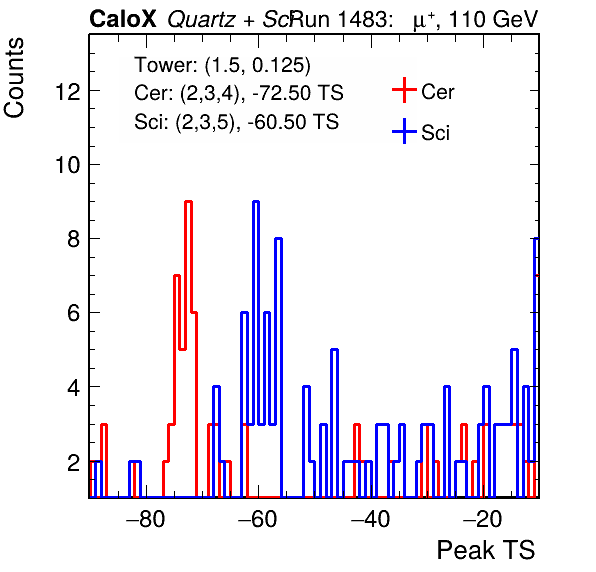 CaloX Quartz + Sci Run 1483: μ⁺, 110 GeV
Counts
Tower: (1.5, 0.125)
Cer: (2,3,4), -72.50 TS
Sci: (2,3,5), -60.50 TS
Cer
Sci
12
10
8
6
4
2
−80 −60 −40 −20
Peak TS